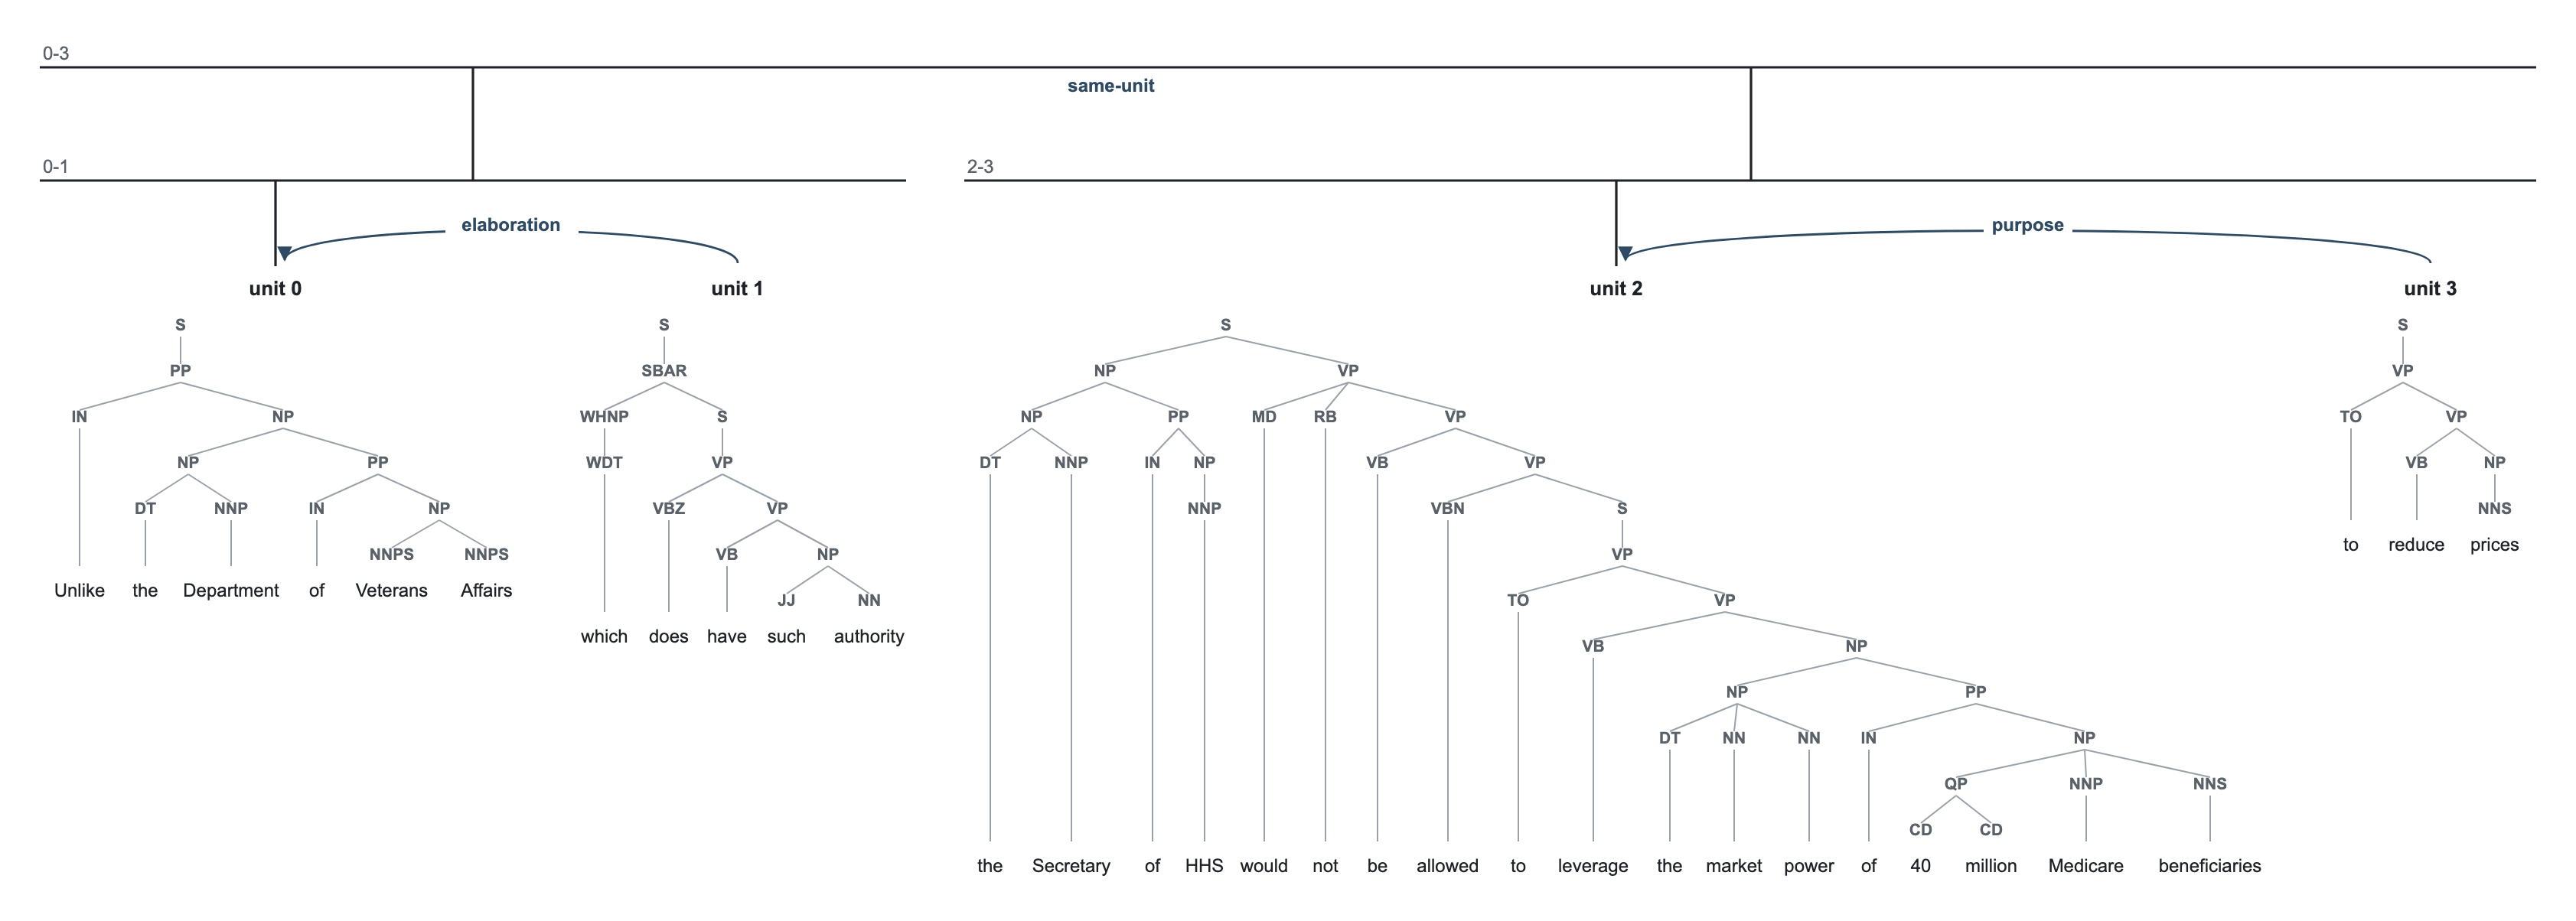 0-3
same-unit
0-1 2-3
elaboration purpose
unit 0 unit 1 unit 2 unit 3
S S S S
PP SBAR NP VP VP
IN NP WHNP S NP PP MD RB VP TO VP
NP PP WDT VP DT NNP IN NP VB VP VB NP
DT NNP IN NP VBZ VP NNP VBN S NNS
to reduce prices
NNPS NNPS VB NP VP
Unlike the Department of Veterans Affairs
JJ NN TO VP
which does have such authority
VB NP
NP PP
DT NN NN IN NP
QP NNP NNS
CD CD
the Secretary of HHS would not be allowed to leverage the market power of 40 million Medicare beneficiaries